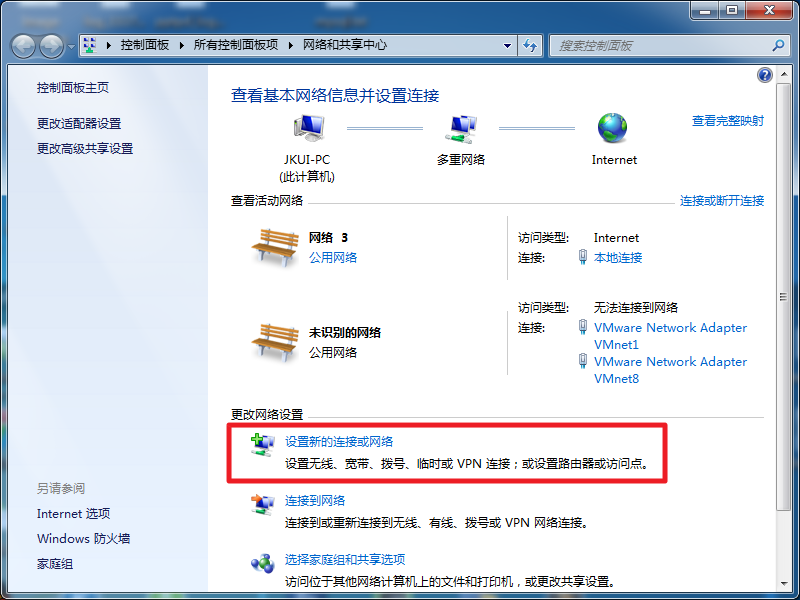 控制面板 ▸ 所有控制面板项 ▸ 网络和共享中心
搜索控制面板
控制面板主页
更改适配器设置
更改高级共享设置
查看基本网络信息并设置连接
查看完整映射
JKUI-PC
(此计算机)
多重网络
Internet
查看活动网络
连接或断开连接
网络 3
公用网络
访问类型: Internet
连接: 本地连接
未识别的网络
公用网络
访问类型: 无法连接到网络
连接: VMware Network Adapter
VMnet1
VMware Network Adapter
VMnet8
更改网络设置
设置新的连接或网络
设置无线、宽带、拨号、临时或 VPN 连接；或设置路由器或访问点。
连接到网络
连接到或重新连接到无线、有线、拨号或 VPN 网络连接。
选择家庭组和共享选项
访问位于其他网络计算机上的文件和打印机，或更改共享设置。
另请参阅
Internet 选项
Windows 防火墙
家庭组